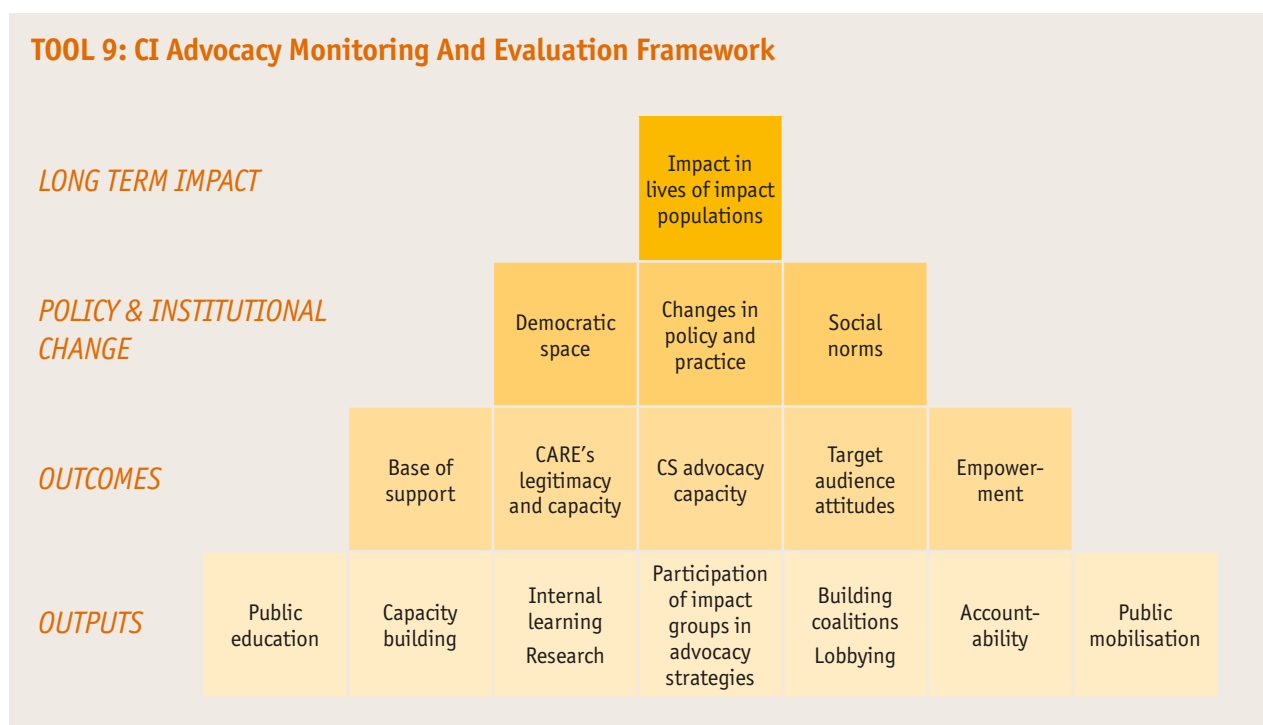 TOOL 9: CI Advocacy Monitoring And Evaluation Framework
LONG TERM IMPACT
Impact in
lives of impact
populations
POLICY & INSTITUTIONAL
CHANGE
Democratic
space
Changes in
policy and
practice
Social
norms
OUTCOMES
Base of
support
CARE’s
legitimacy
and capacity
CS advocacy
capacity
Target
audience
attitudes
Empower-
ment
OUTPUTS
Public
education
Capacity
building
Internal
learning
Research
Participation
of impact
groups in
advocacy
strategies
Building
coalitions
Lobbying
Account-
ability
Public
mobilisation